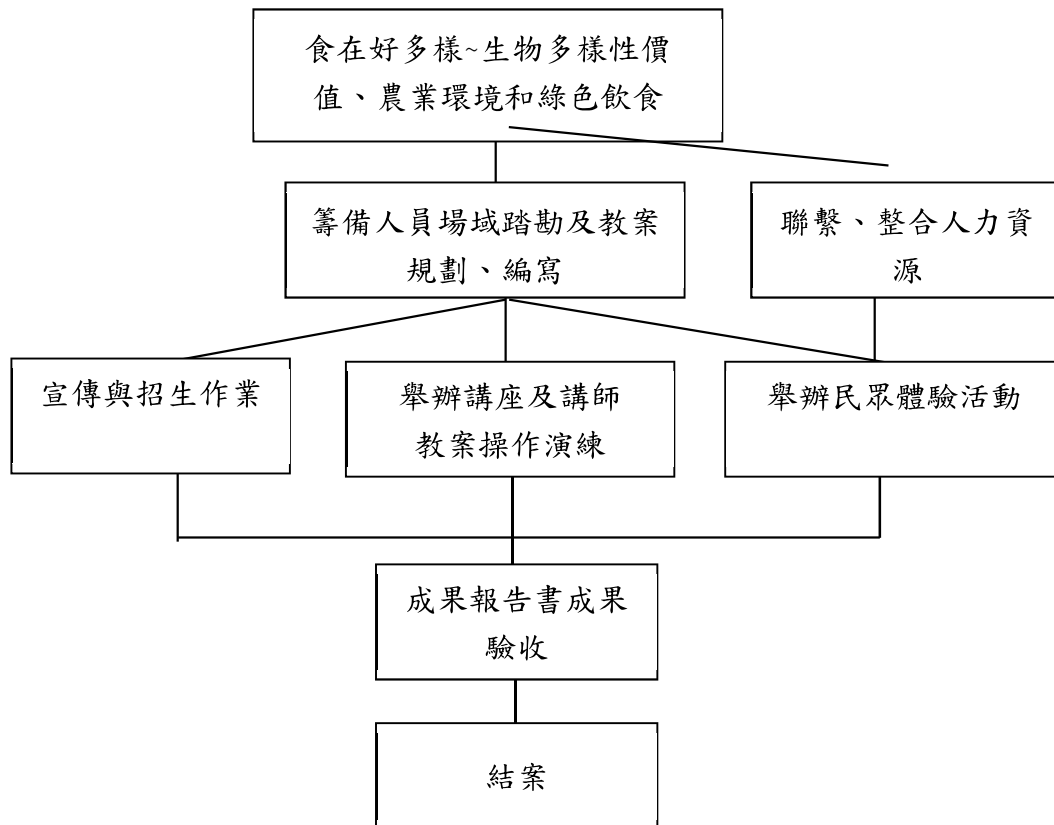 食在好多樣~生物多樣性價
值、農業環境和綠色飲食
籌備人員場域踏勘及教案
規劃、編寫
聯繫、整合人力資
源
宣傳與招生作業
舉辦講座及講師
教案操作演練
舉辦民眾體驗活動
成果報告書成果
驗收
結案